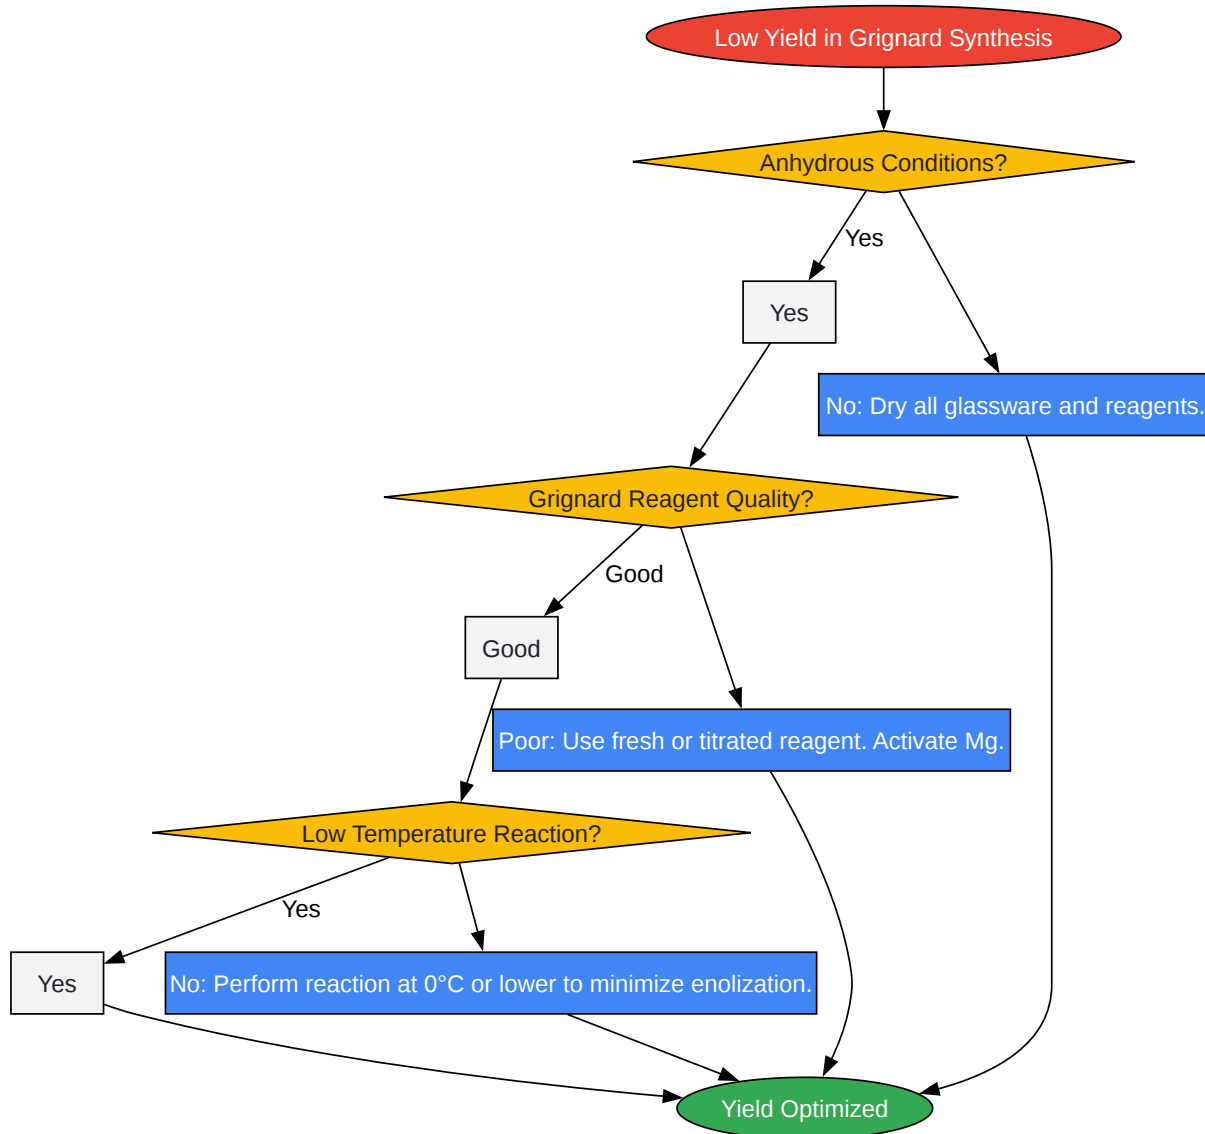 Low Yield in Grignard Synthesis
Anhydrous Conditions?
Yes
Yes
No: Dry all glassware and reagents.
Grignard Reagent Quality?
Good
Good
Poor: Use fresh or titrated reagent. Activate Mg.
Low Temperature Reaction?
Yes
Yes
No: Perform reaction at 0°C or lower to minimize enolization.
Yield Optimized